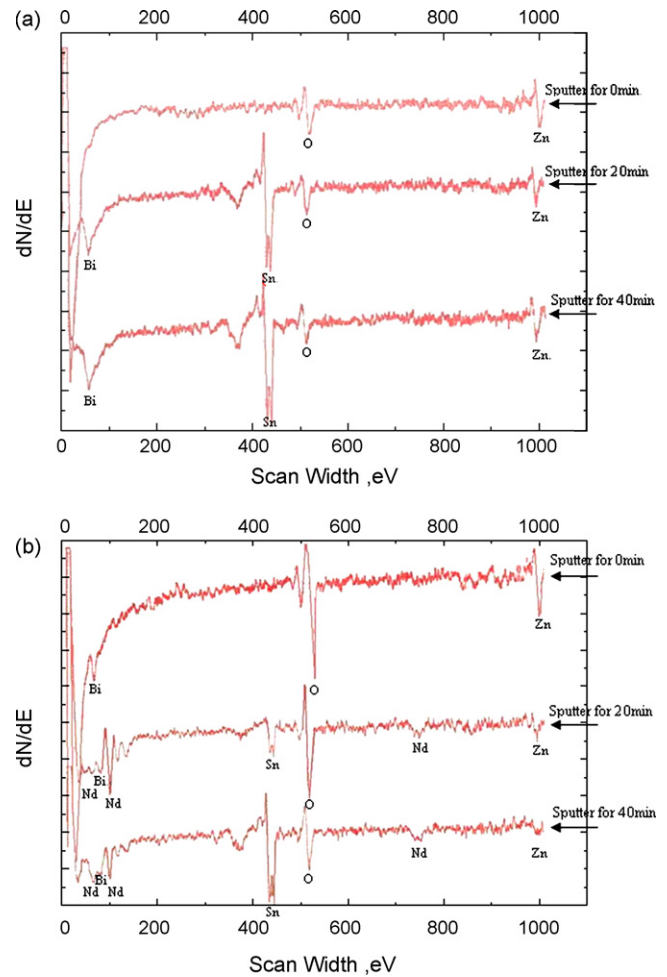 (a)
0 200 400 600 800 1000
Sputter for 0min.
O
Zn
Sputter for 20min
Bi
O
Zn
Sn.
Sputter for 40min
O
Zn.
Bi
Sn
dN/dE
0 200 400 600 800 1000
Scan Width ,eV
(b)
0 200 400 600 800 1000
Sputter for 0min
Zn
Bi
O
Sputter for 20min
Sn
Nd
Zn
Bi
Nd Nd
O
Sputter for 40min
Nd
Zn
Bi
Nd Nd
O
Sn
dN/dE
0 200 400 600 800 1000
Scan Width ,eV